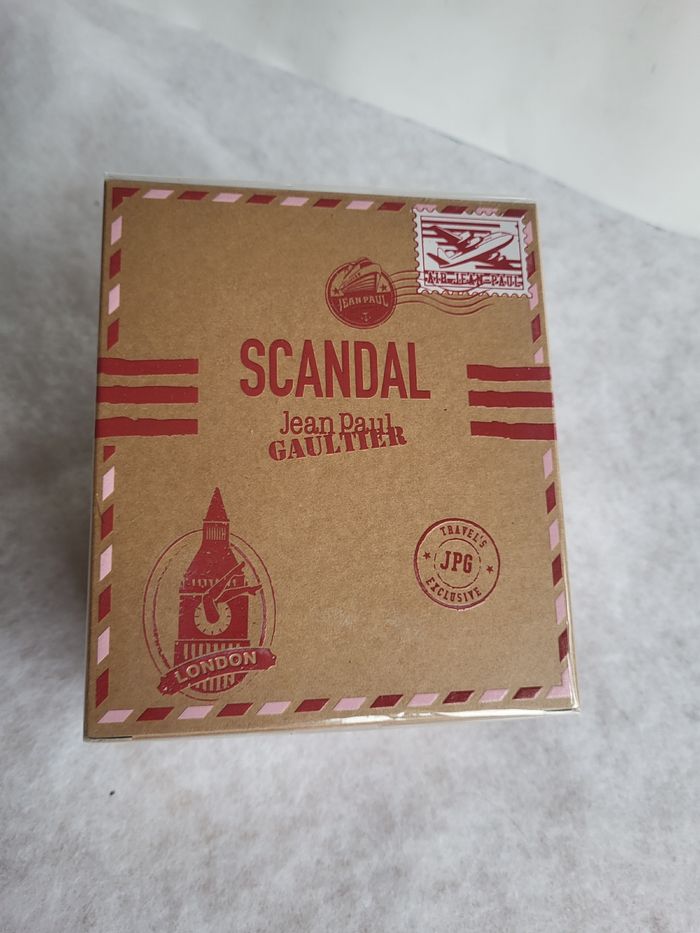 AIR JEAN PAUL
JEAN PAUL
SCANDAL
Jean Paul
GAULTIER
TRAVEL'S
JPG
EXCLUSIVE
LONDON